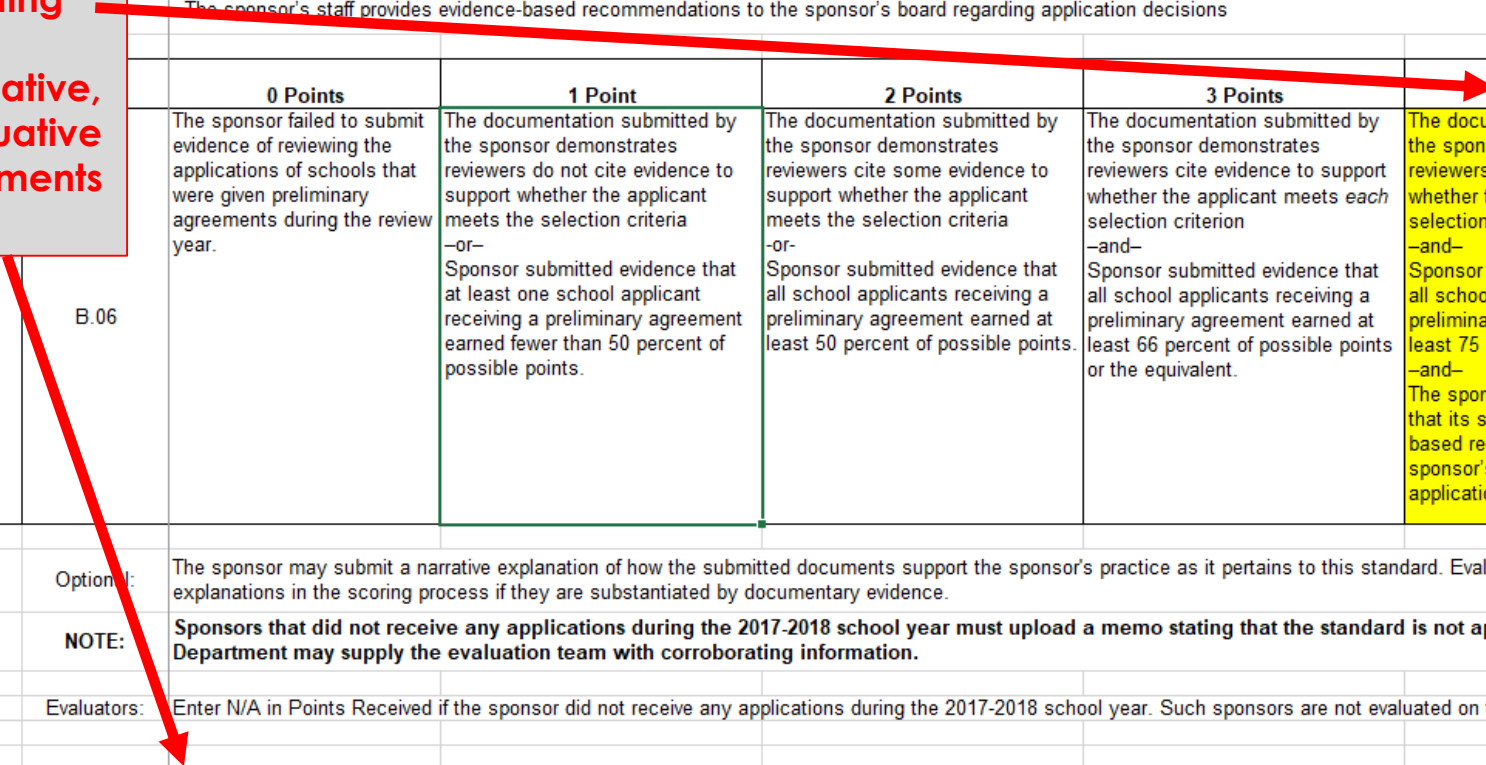 The sponsor's staff provides evidence-based recommendations to the sponsor's board regarding application decisions
0 Points
1 Point
2 Points
3 Points
B.06
The sponsor failed to submit
evidence of reviewing the
applications of schools that
were given preliminary
agreements during the review
year.
The documentation submitted by
the sponsor demonstrates
reviewers do not cite evidence to
support whether the applicant
meets the selection criteria
–or–
Sponsor submitted evidence that
at least one school applicant
receiving a preliminary agreement
earned fewer than 50 percent of
possible points.
The documentation submitted by
the sponsor demonstrates
reviewers cite some evidence to
support whether the applicant
meets the selection criteria
-or-
Sponsor submitted evidence that
all school applicants receiving a
preliminary agreement earned at
least 50 percent of possible points.
The documentation submitted by
the sponsor demonstrates
reviewers cite evidence to support
whether the applicant meets each
selection criterion
–and–
Sponsor submitted evidence that
all school applicants receiving a
preliminary agreement earned at
least 66 percent of possible points
or the equivalent.
The
the
reviewers
whether
selection
–and–
Sponsor
all
least 75
–and–
The
that its
based
sponsor's
Optional:
The sponsor may submit a narrative explanation of how the submitted documents support the sponsor's practice as it pertains to this standard.
explanations in the scoring process if they are substantiated by documentary evidence.
NOTE:
Sponsors that did not receive any applications during the 2017-2018 school year must upload a memo stating that the standard is not
Department may supply the evaluation team with corroborating information.
Evaluators:
Enter N/A in Points Received if the sponsor did not receive any applications during the 2017-2018 school year. Such sponsors are not evaluated on